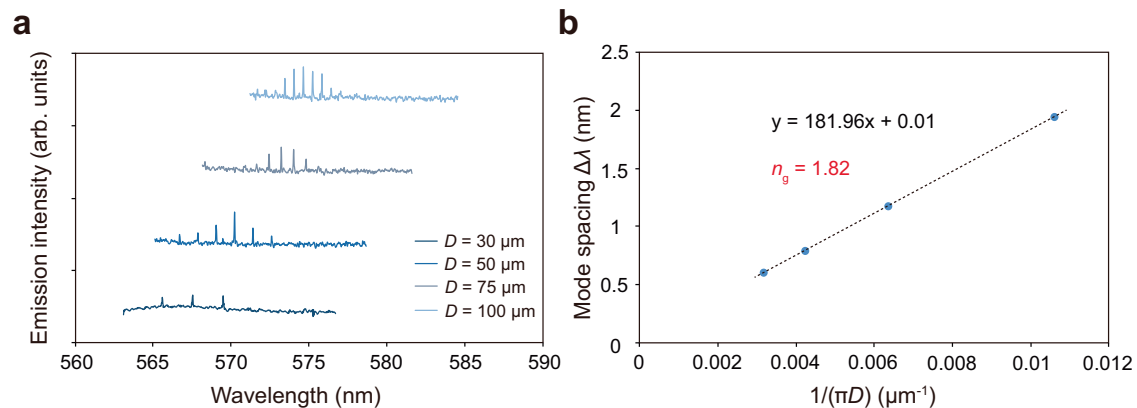 a
Emission intensity (arb. units)
D = 30 μm
D = 50 μm
D = 75 μm
D = 100 μm
560 565 570 575 580 585 590
Wavelength (nm)
b
Mode spacing Δλ (nm)
2.5
2
1.5
1
0.5
0
y = 181.96x + 0.01
ng = 1.82
0 0.002 0.004 0.006 0.008 0.01 0.012
1/(πD) (μm⁻¹)